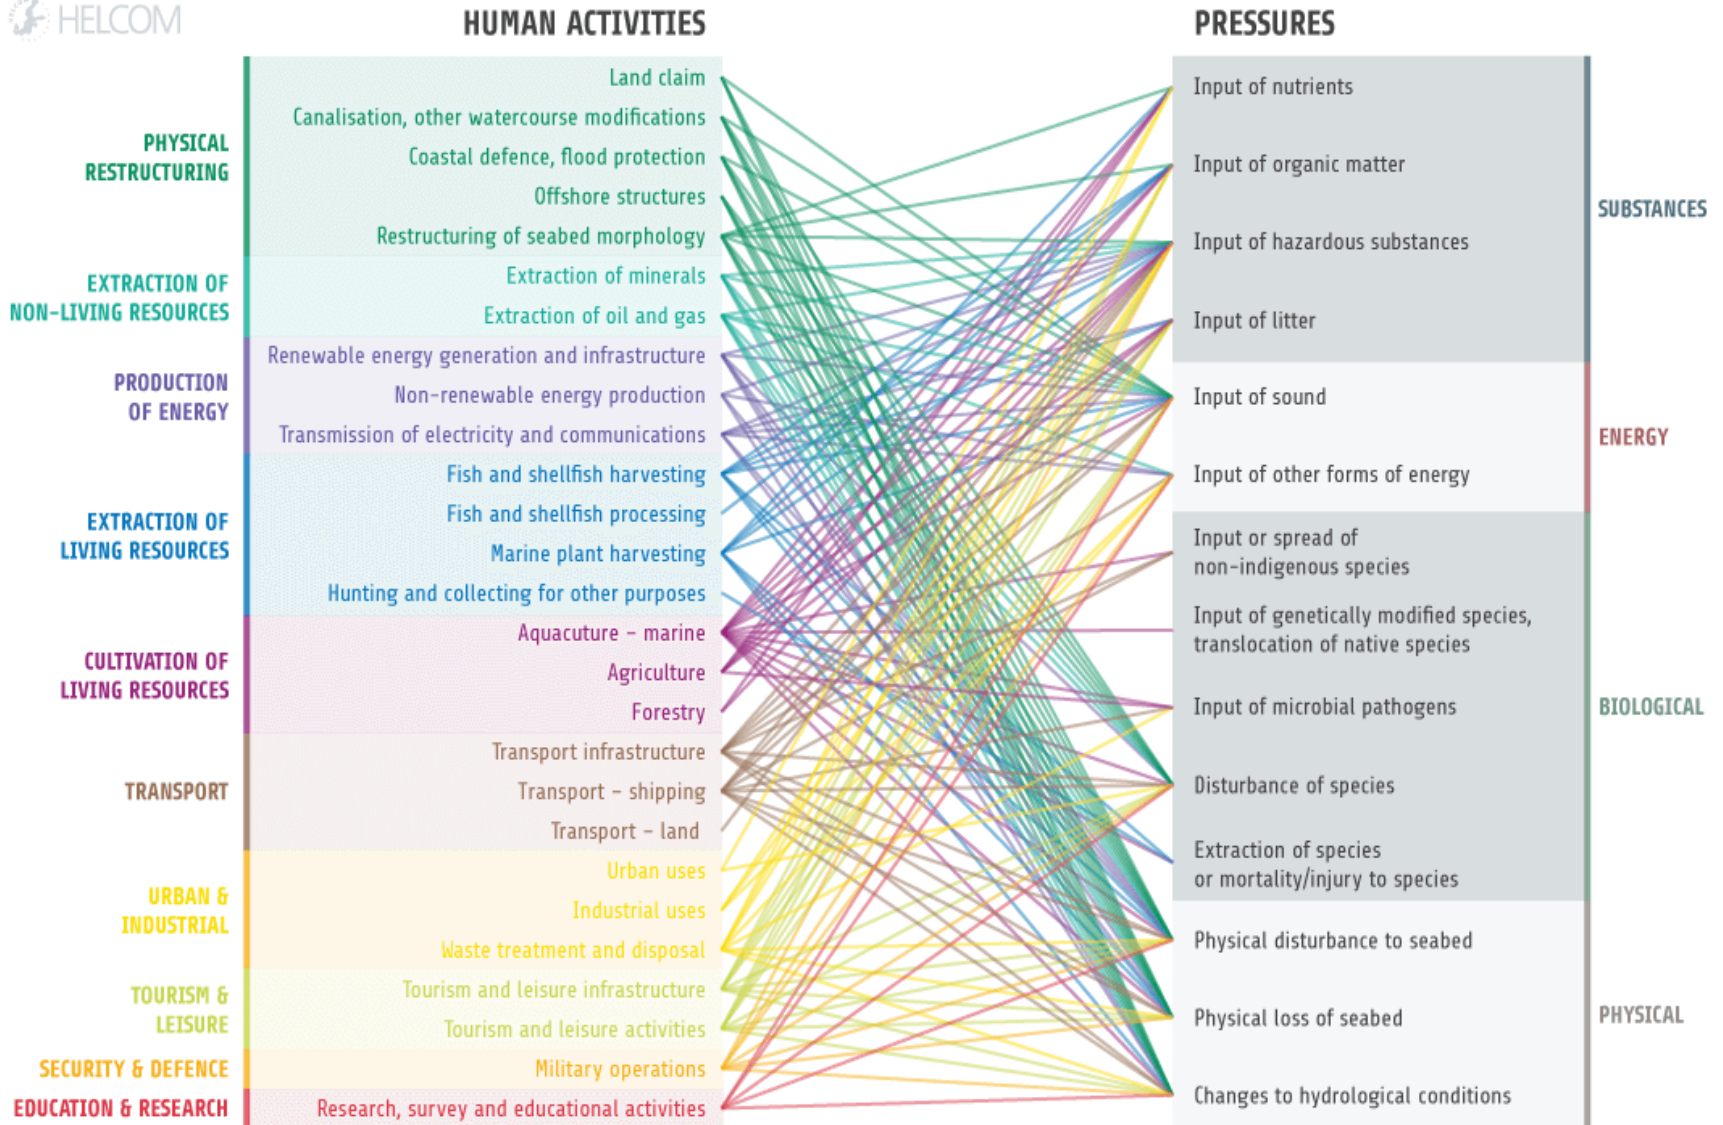 HELCOM
HUMAN ACTIVITIES
PRESSURES
PHYSICAL
RESTRUCTURING
Land claim
Canalisation, other watercourse modifications
Coastal defence, flood protection
Offshore structures
Restructuring of seabed morphology
EXTRACTION OF
NON-LIVING RESOURCES
Extraction of minerals
Extraction of oil and gas
PRODUCTION
OF ENERGY
Renewable energy generation and infrastructure
Non-renewable energy production
Transmission of electricity and communications
EXTRACTION OF
LIVING RESOURCES
Fish and shellfish harvesting
Fish and shellfish processing
Marine plant harvesting
Hunting and collecting for other purposes
CULTIVATION OF
LIVING RESOURCES
Aquacuture – marine
Agriculture
Forestry
TRANSPORT
Transport infrastructure
Transport – shipping
Transport – land
URBAN &
INDUSTRIAL
Urban uses
Industrial uses
Waste treatment and disposal
TOURISM &
LEISURE
Tourism and leisure infrastructure
Tourism and leisure activities
SECURITY & DEFENCE
Military operations
EDUCATION & RESEARCH
Research, survey and educational activities
Input of nutrients
Input of organic matter
Input of hazardous substances
Input of litter
SUBSTANCES
Input of sound
Input of other forms of energy
ENERGY
Input or spread of
non-indigenous species
Input of genetically modified species,
translocation of native species
Input of microbial pathogens
Disturbance of species
Extraction of species
or mortality/injury to species
BIOLOGICAL
Physical disturbance to seabed
Physical loss of seabed
Changes to hydrological conditions
PHYSICAL